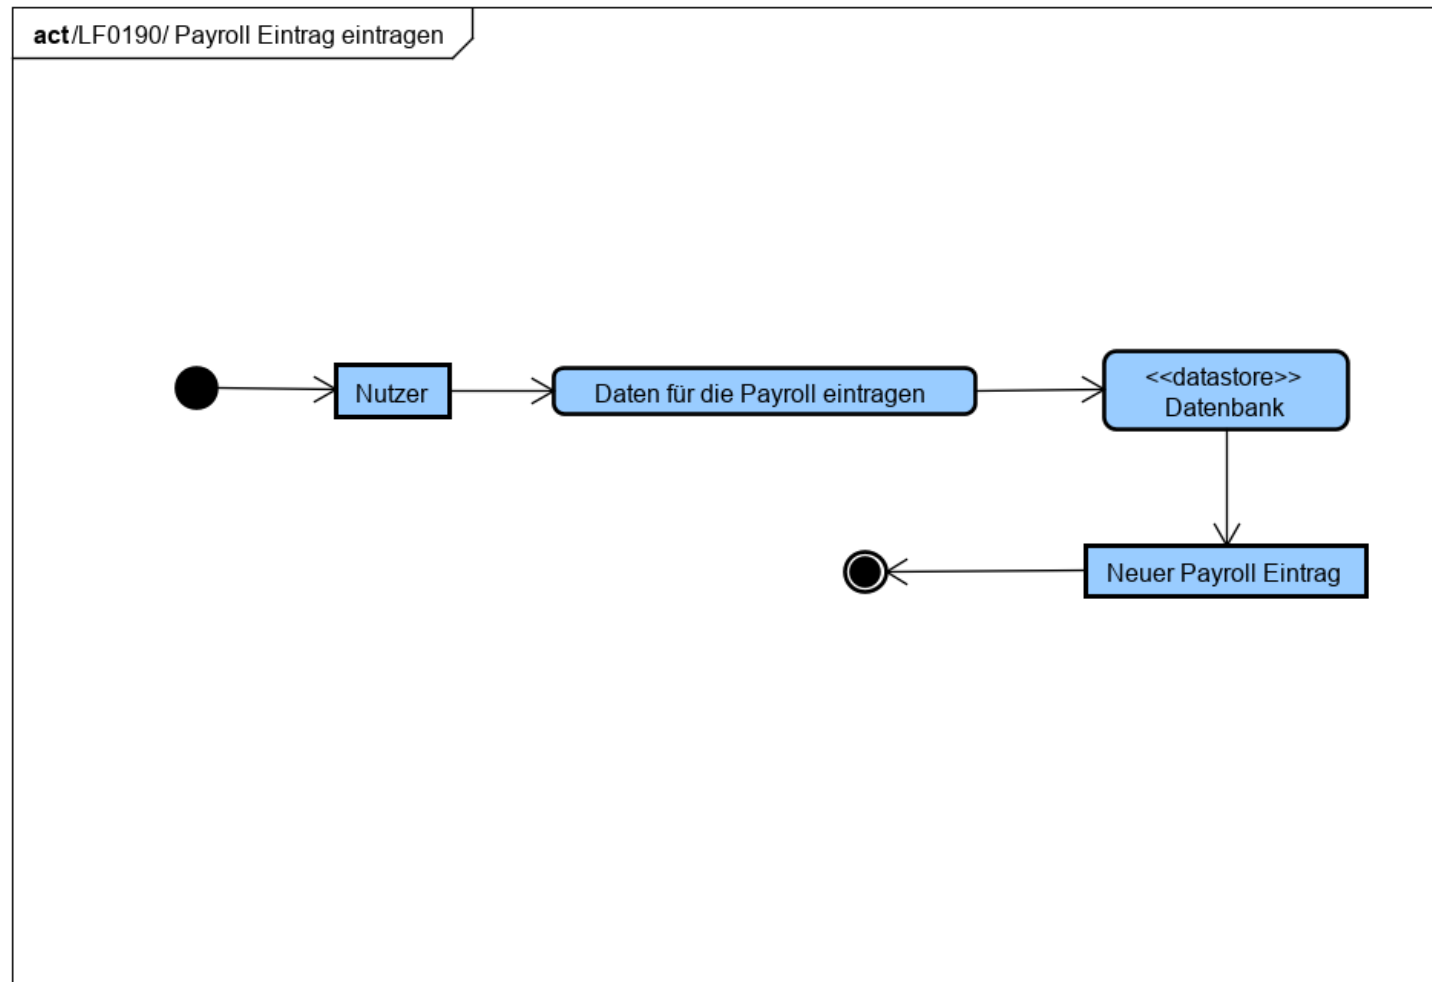 act/LF0190/ Payroll Eintrag eintragen
Nutzer
Daten für die Payroll eintragen
<<datastore>>
Datenbank
Neuer Payroll Eintrag